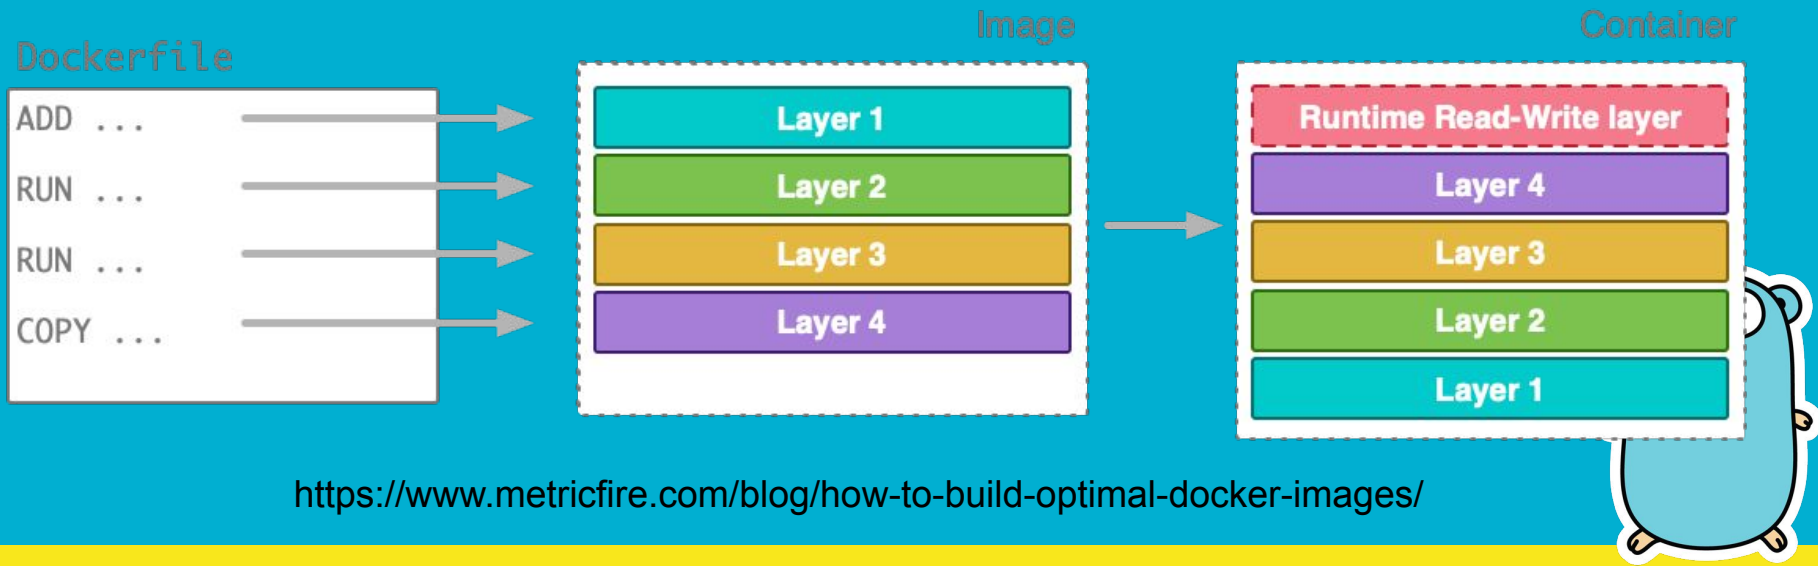 Dockerfile
ADD ...
RUN ...
RUN ...
COPY ...
Image
Layer 1
Layer 2
Layer 3
Layer 4
Container
Runtime Read-Write layer
Layer 4
Layer 3
Layer 2
Layer 1
https://www.metricfire.com/blog/how-to-build-optimal-docker-images/